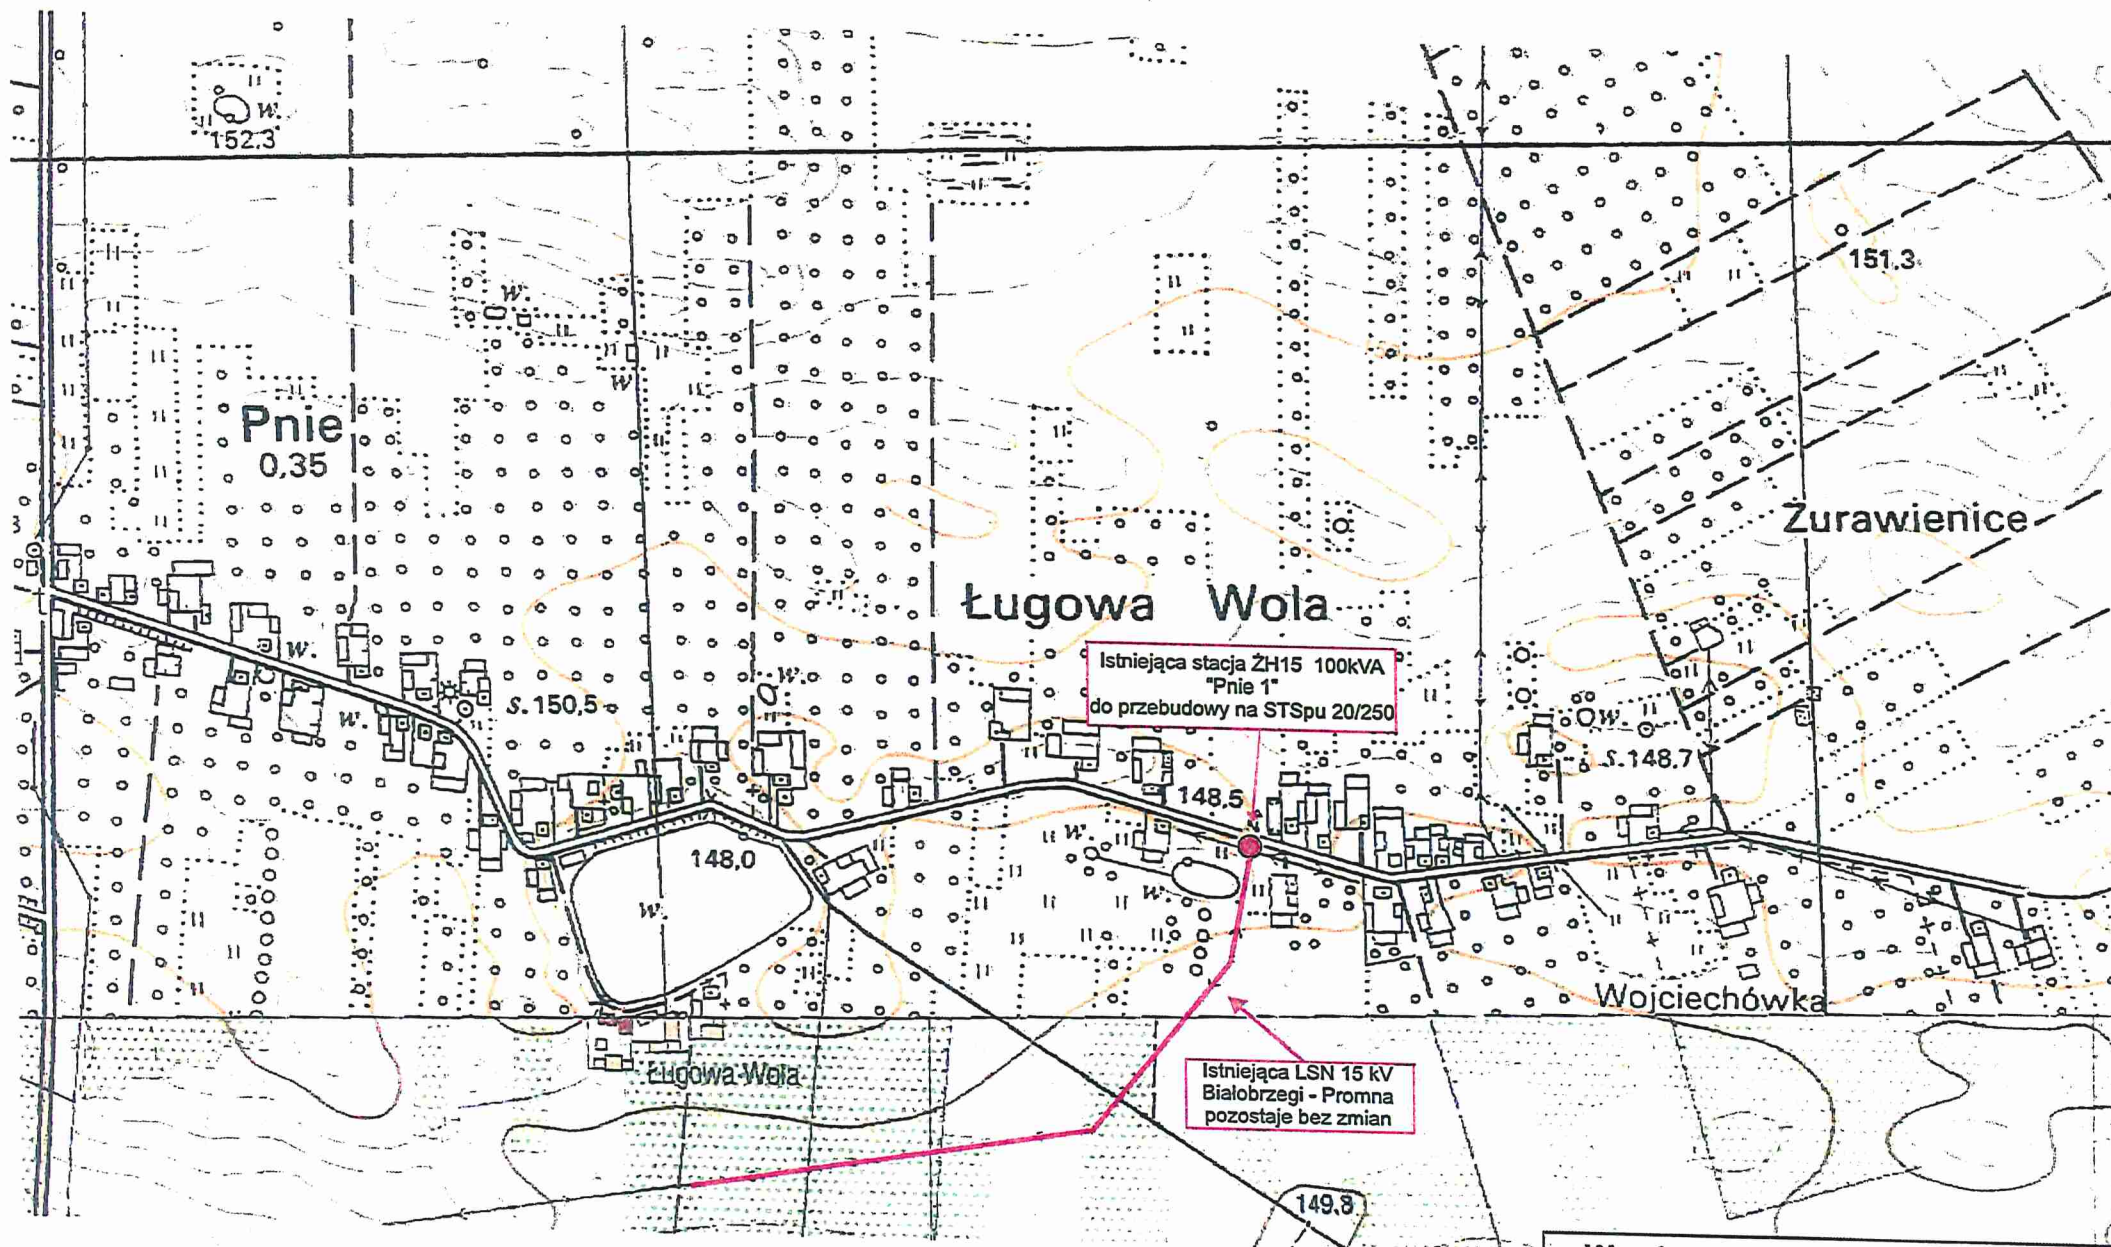 w.
152.3
151.3
w.
w
Pnie
0,35
3
Żurawienice
Ługowa Wola
Istniejąca stacja ŻH15 100kVA
"Pnie 1"
do przebudowy na STSpu 20/250
w.
w.
s. 150,5
w.
w.
s. 148.7
148.5
w.
148,0
w.
w.
Wojciechówka
Ługowa-Wola
Istniejąca LSN 15 kV
Białobrzegi - Promna
pozostaje bez zmian
149.8